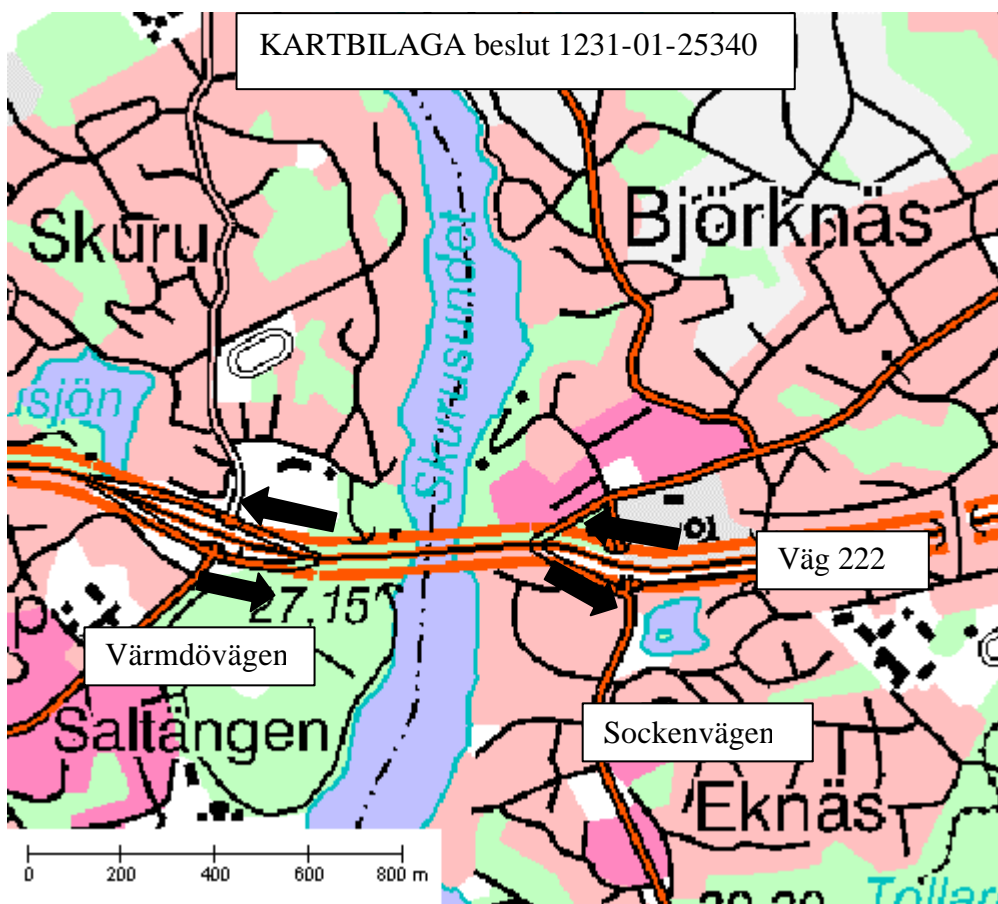 KARTBILAGA beslut 1231-01-25340
Björknäs
Skuru
Skurusundet
usjön
Väg 222
27.15
Värmdövägen
Saltängen
Sockenvägen
Eknäs
0 200 400 600 800 m